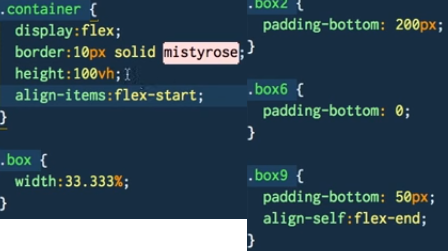 .container {
display:flex;
border:10px solid mistyrose;
height:100vh;
align-items:flex-start;
}
.box {
width:33.333%;
}
.box2 {
padding-bottom: 200px;
}
.box6 {
padding-bottom: 0;
}
.box9 {
padding-bottom: 50px;
align-self:flex-end;
}